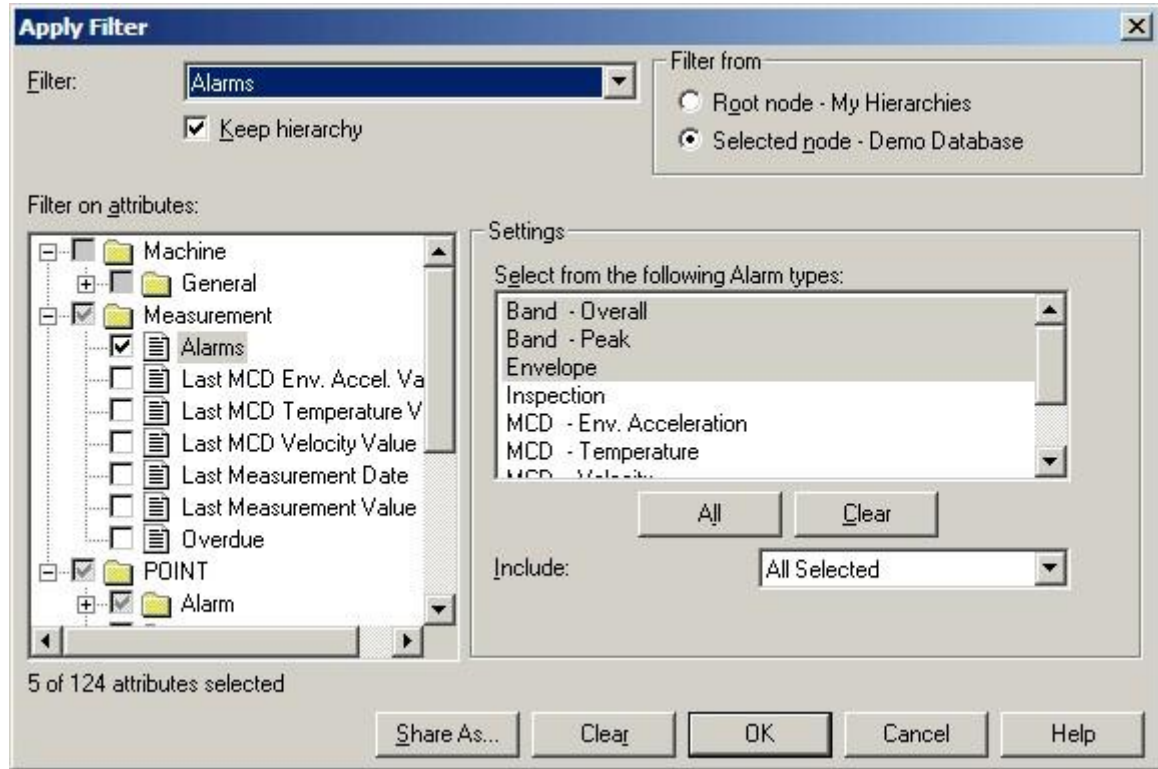 Apply Filter
Filter:
Alarms
Keep hierarchy
Filter from
Root node - My Hierarchies
Selected node - Demo Database
Filter on attributes:
Machine
General
Measurement
Alarms
Last MCD Env. Accel. Va
Last MCD Temperature V
Last MCD Velocity Value
Last Measurement Date
Last Measurement Value
Overdue
POINT
Alarm
5 of 124 attributes selected
Settings
Select from the following Alarm types:
Band - Overall
Band - Peak
Envelope
Inspection
MCD - Env. Acceleration
MCD - Temperature
MCD - Velocity
All
Clear
Include:
All Selected
Share As...
Clear
OK
Cancel
Help